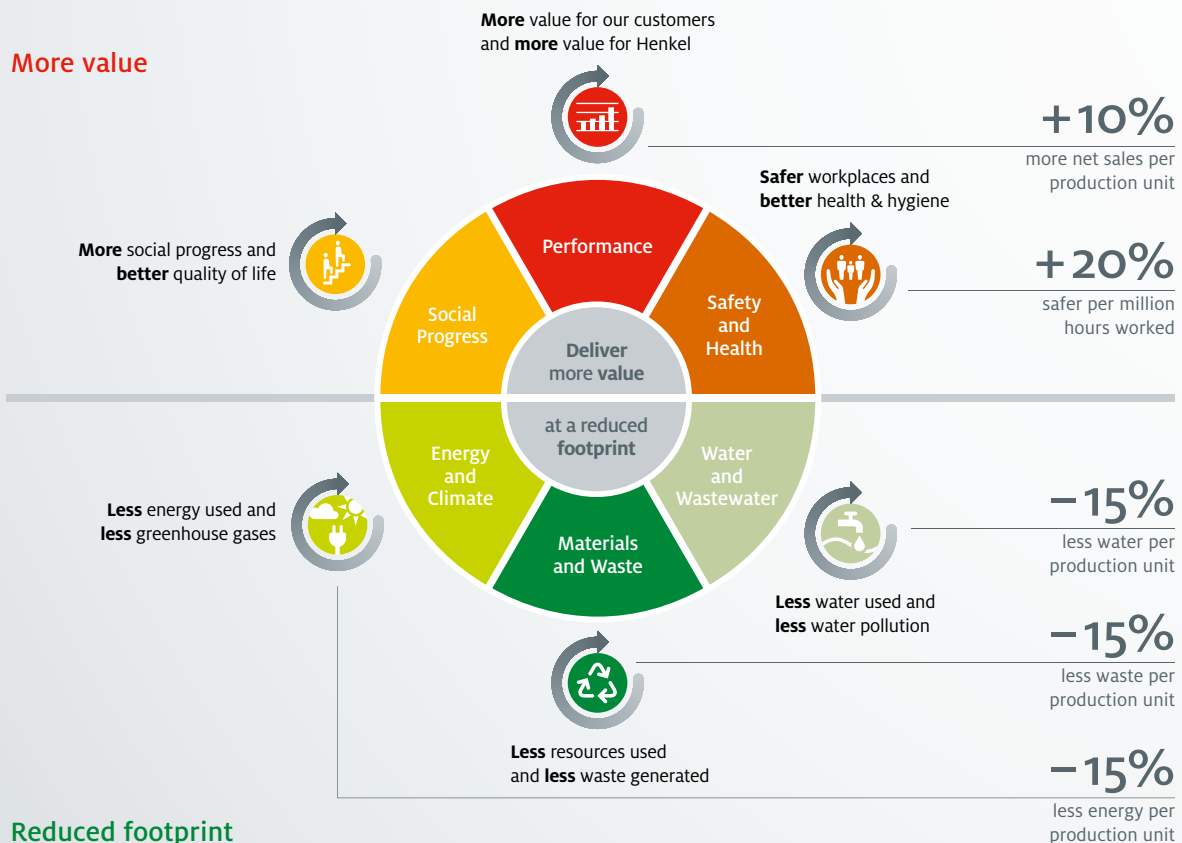 More value for our customers
and more value for Henkel
More value
+10%
more net sales per
production unit
Safer workplaces and
better health & hygiene
More social progress and
better quality of life
+20%
safer per million
hours worked
Performance
Social
Progress
Safety
and
Health
Deliver
more value
at a reduced
footprint
Energy
and
Climate
Water
and
Wastewater
Materials
and Waste
Less energy used and
less greenhouse gases
–15%
less water per
production unit
Less water used and
less water pollution
–15%
less waste per
production unit
Less resources used
and less waste generated
–15%
less energy per
production unit
Reduced footprint